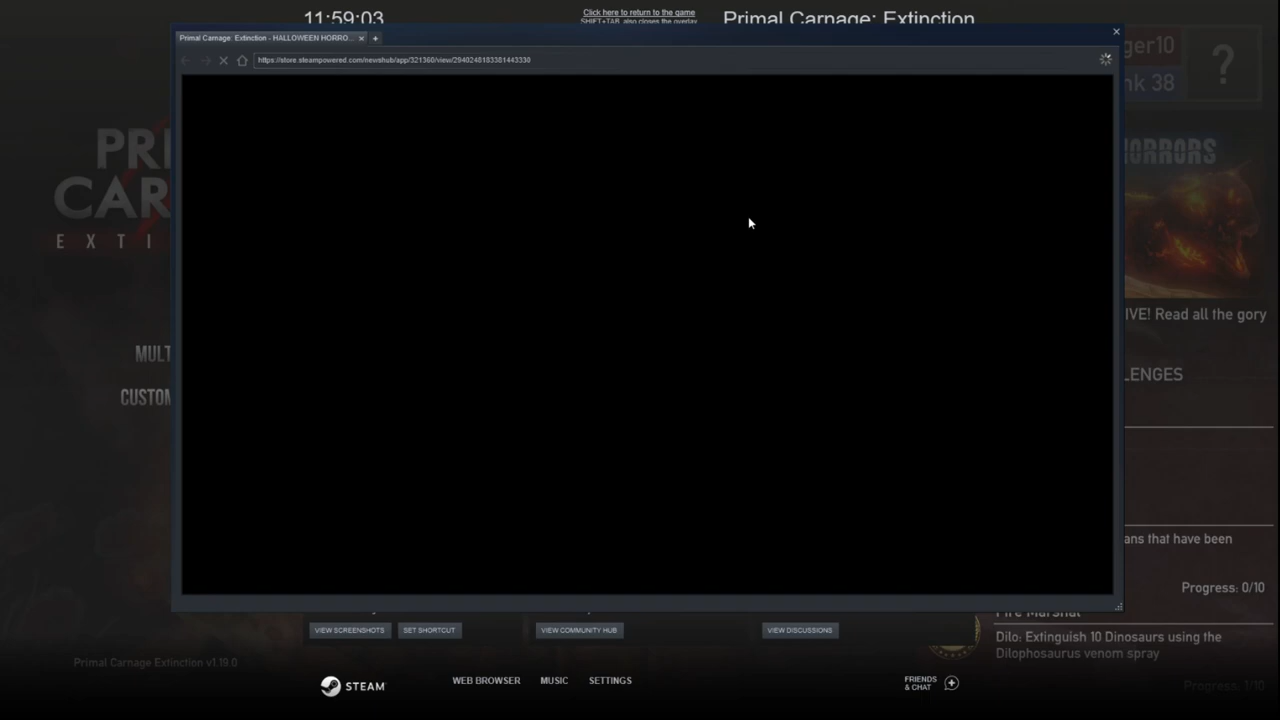 11:59:03
Click here to return to the game
SHIFT+TAB also closes the overlay
Primal Carnage: Extinction
Primal Carnage: Extinction - HALLOWEEN HORRO...
https://store.steampowered.com/newshub/app/321360/view/2940248183381443330
ger10
nk 38
?
PRI
CAR
EXTI
ORRORS
IVE! Read all the gory
MULT
CUSTOM
LENGES
ans that have been
Progress: 0/10
Fire Marshal
Dilo: Extinguish 10 Dinosaurs using the
Dilophosaurus venom spray
Progress: 1/10
VIEW SCREENSHOTS
SET SHORTCUT
VIEW COMMUNITY HUB
VIEW DISCUSSIONS
Primal Carnage Extinction v1.19.0
STEAM
WEB BROWSER
MUSIC
SETTINGS
FRIENDS
& CHAT